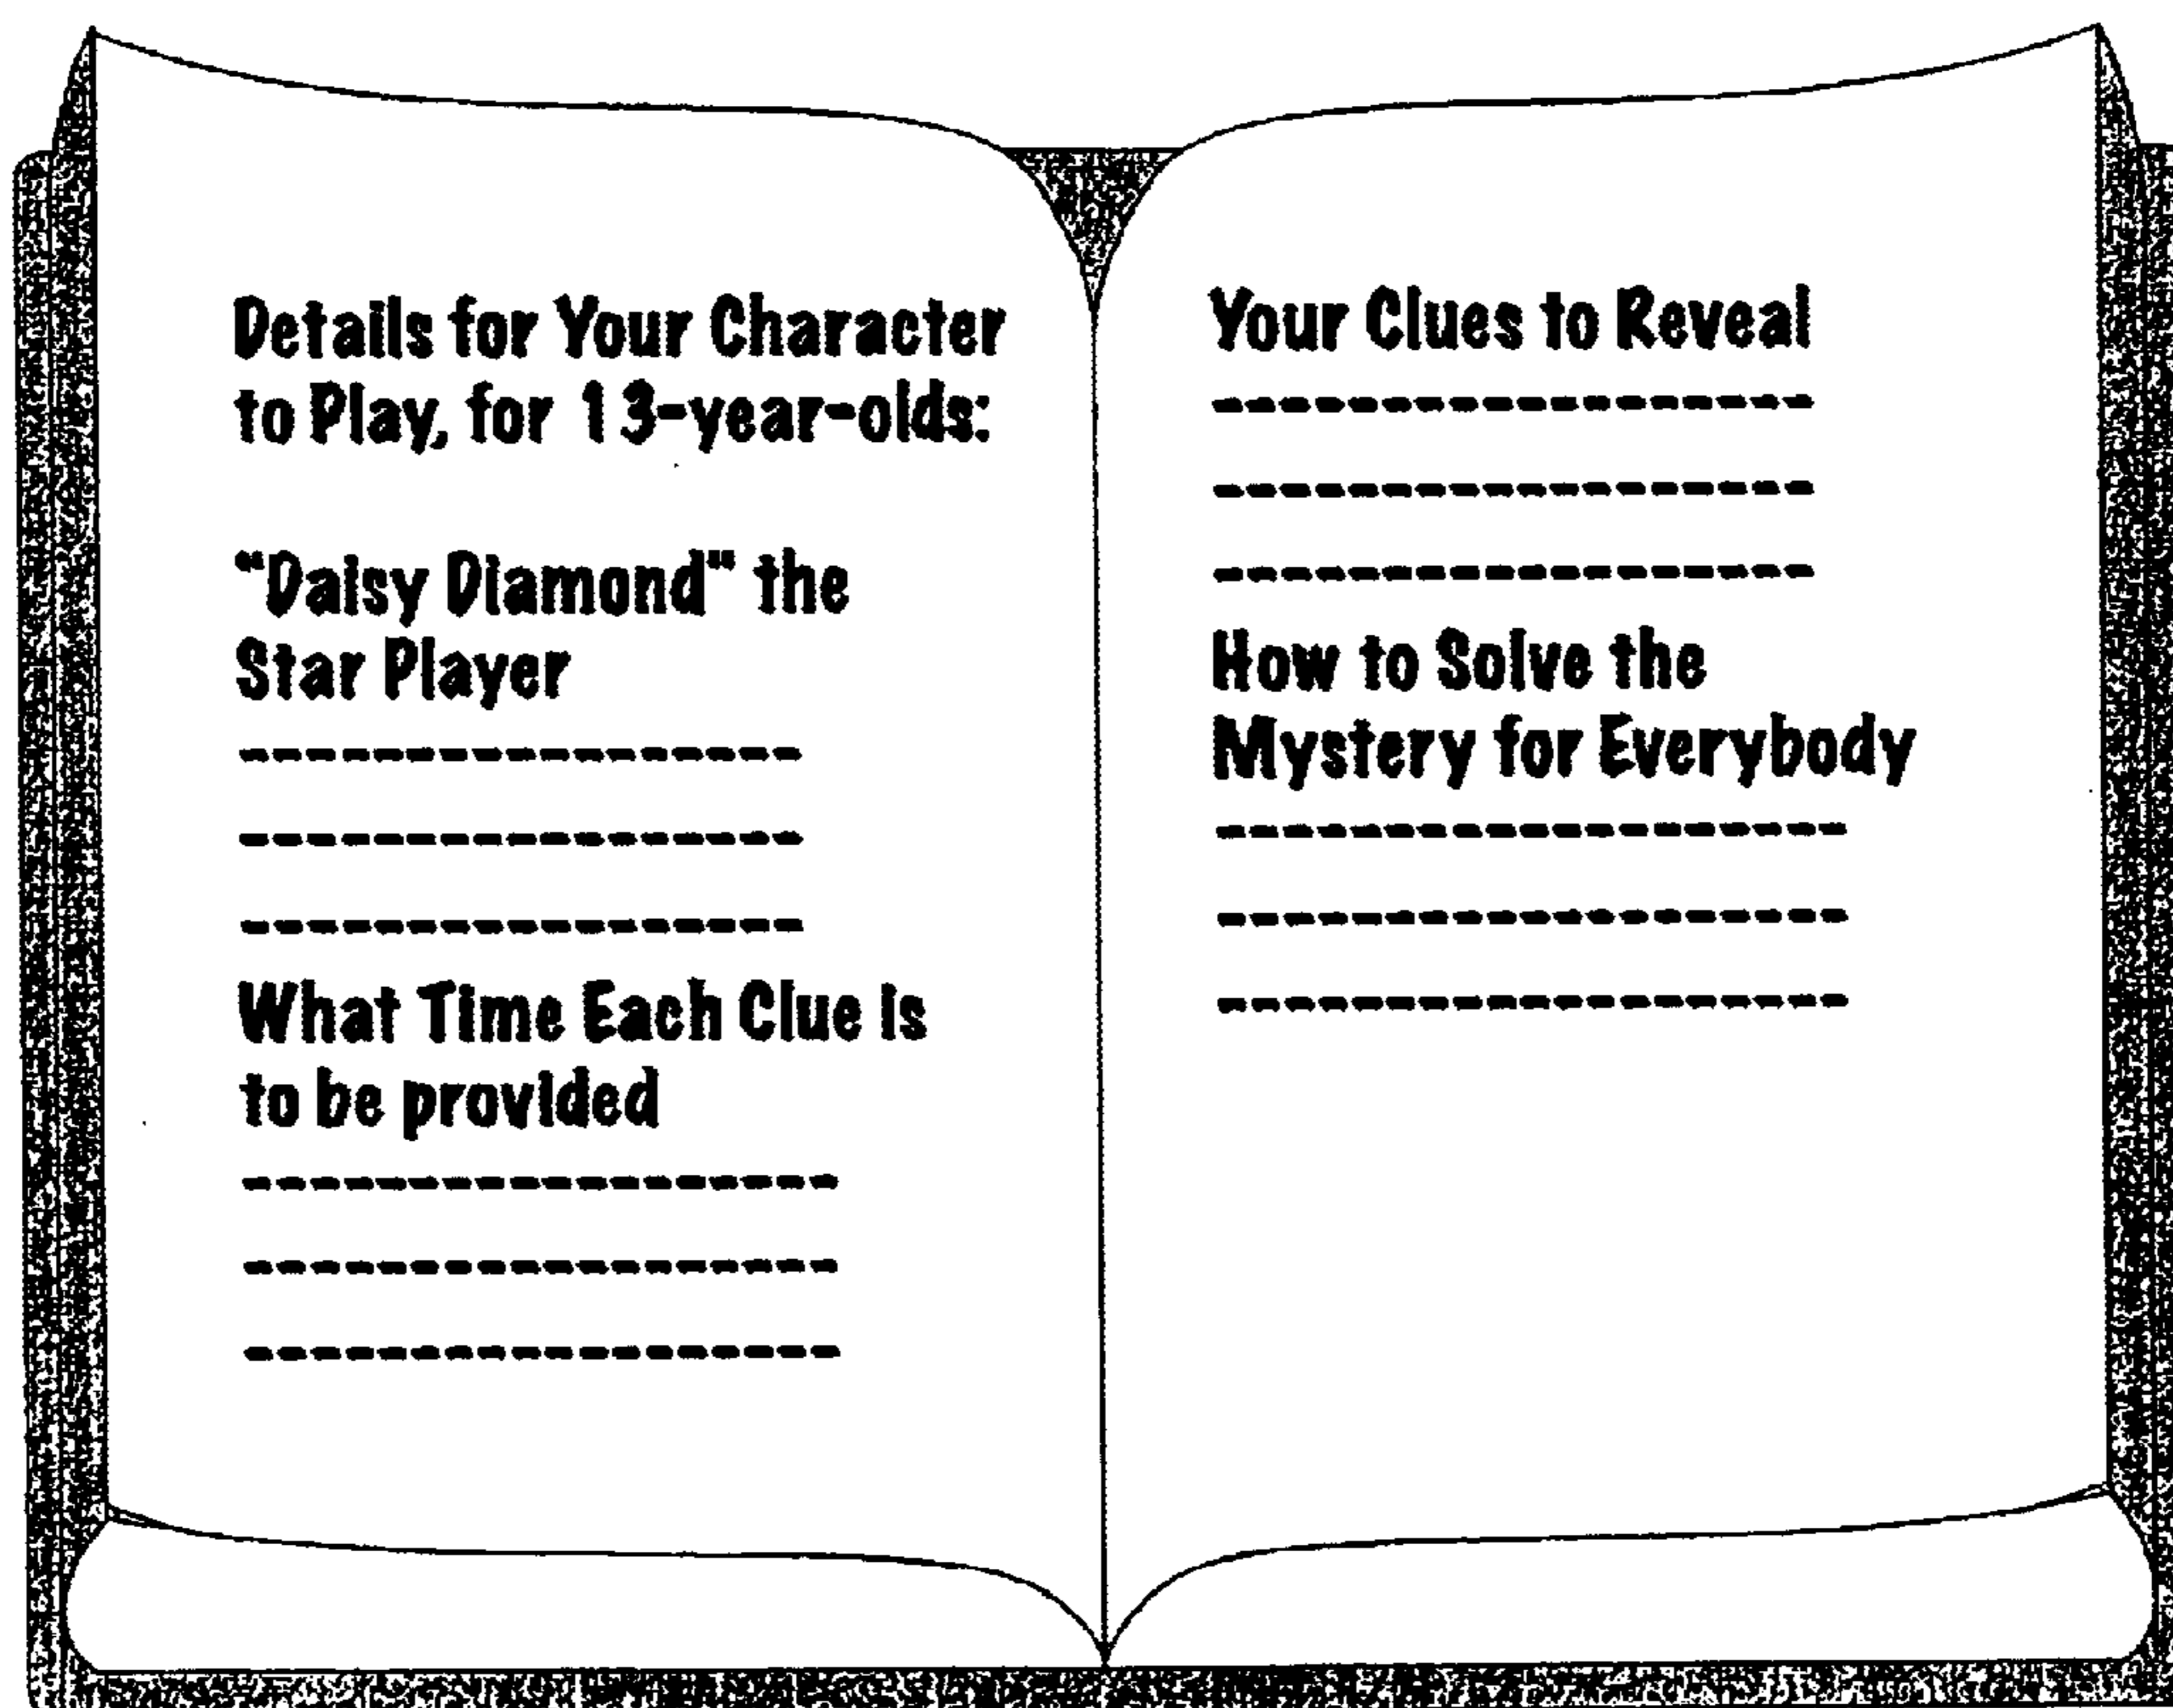 Details for Your Character
to Play, for 13-year-olds:
"Daisy Diamond" the
Star Player
-----------------
-----------------
-----------------
What Time Each Clue is
to be provided
------------------
------------------
------------------
Your Clues to Reveal
------------------
------------------
------------------
How to Solve the
Mystery for Everybody
-------------------
-------------------
-------------------